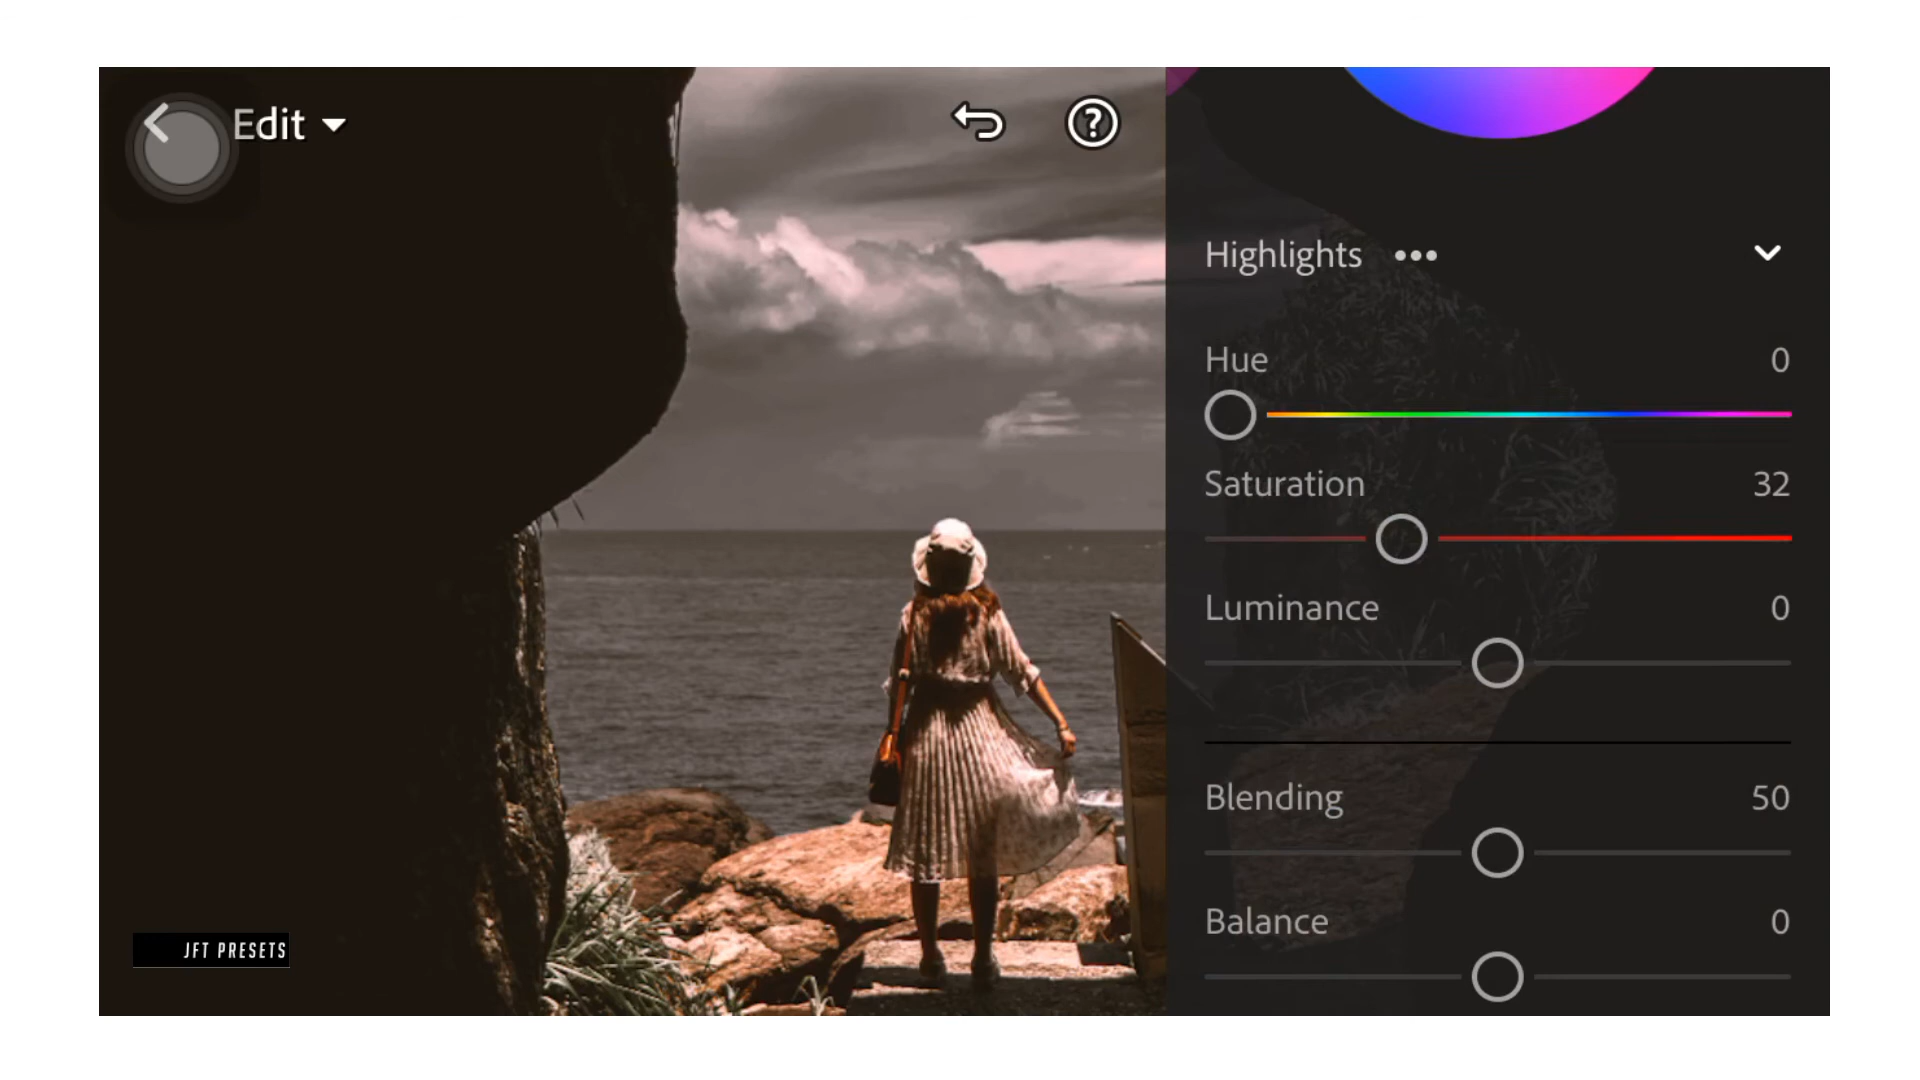 Edit
Highlights
Hue 0
Saturation 32
Luminance 0
Blending 50
Balance 0
JFT PRESETS